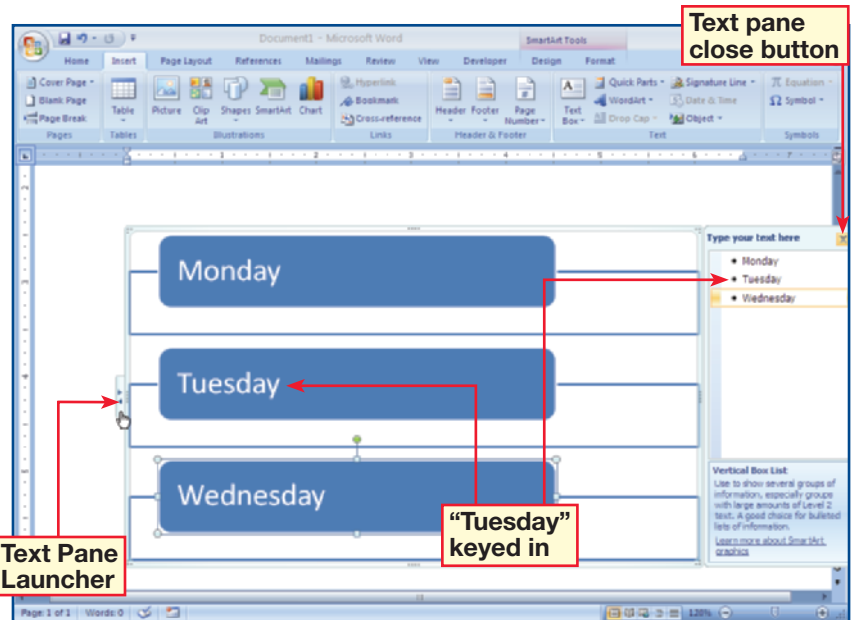 Text pane
close button
Document1 - Microsoft Word
SmartArt Tools
Home Insert Page Layout References Mailings Review View Developer Design Format
Cover Page
Blank Page
Page Break
Pages
Table
Tables
Picture Clip Art Shapes SmartArt Chart
Illustrations
Hyperlink
Bookmark
Cross-reference
Links
Header Footer Page Number
Header & Footer
Text Box
Quick Parts
WordArt
Drop Cap
Signature Line
Date & Time
Object
Text
Equation
Symbol
Symbols
Type your text here
• Monday
• Tuesday
• Wednesday
Monday
Tuesday
Wednesday
Vertical Box List
Use to show several groups of
information, especially groups
with large amounts of Level 2
text. A good choice for bulleted
lists of information.
Learn more about SmartArt
graphics
"Tuesday"
keyed in
Text Pane
Launcher
Page: 1 of 1 Words: 0
120%